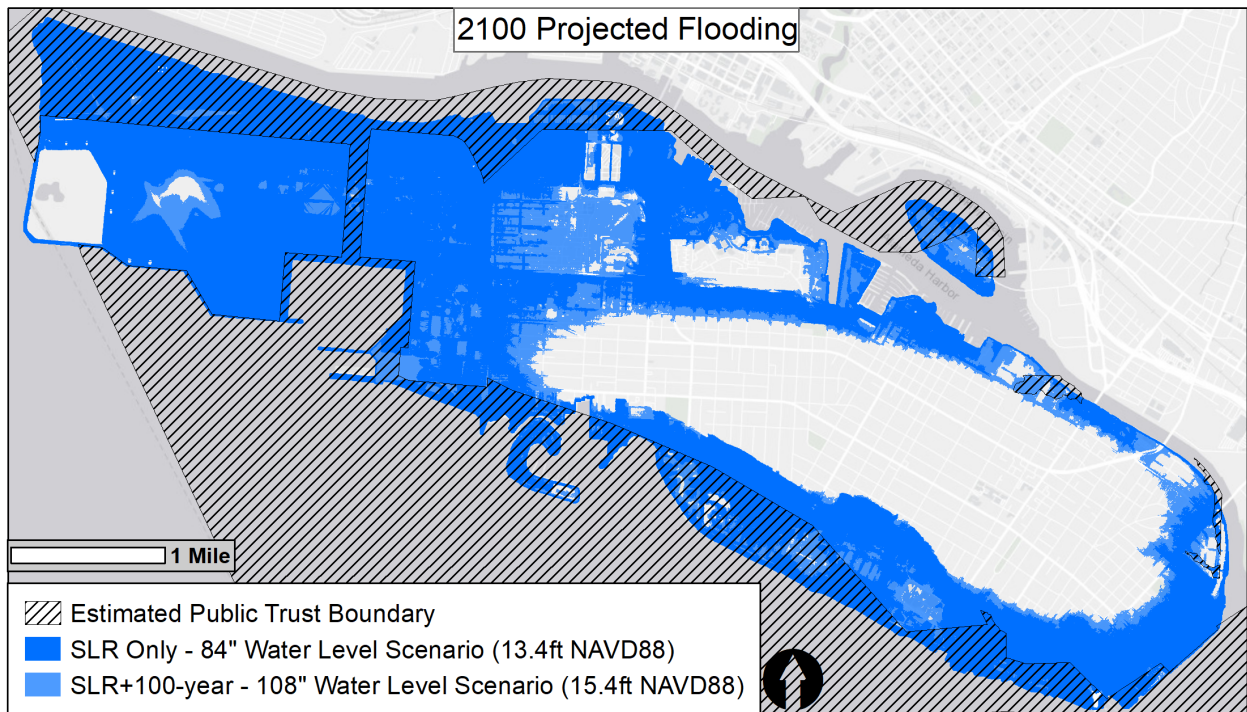 2100 Projected Flooding
Harbor
1 Mile
Estimated Public Trust Boundary
SLR Only - 84" Water Level Scenario (13.4ft NAVD88)
SLR+100-year - 108" Water Level Scenario (15.4ft NAVD88)